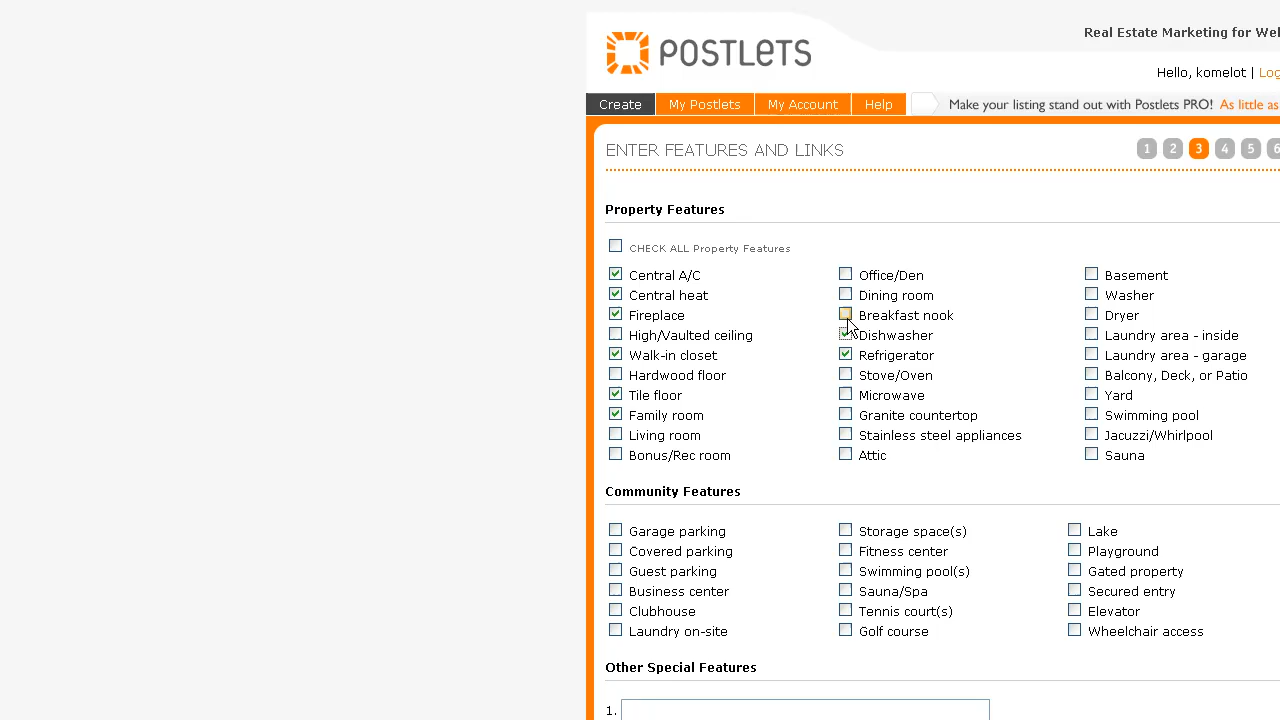 POSTLETS
Real Estate Marketing for
Hello, komelot |
Create My Postlets My Account Help Make your listing stand out with Postlets PRO! As little as
ENTER FEATURES AND LINKS 1 2 3 4 5 6
Property Features
CHECK ALL Property Features
Central A/C Office/Den Basement
Central heat Dining room Washer
Fireplace Breakfast nook Dryer
High/Vaulted ceiling Dishwasher Laundry area - inside
Walk-in closet Refrigerator Laundry area - garage
Hardwood floor Stove/Oven Balcony, Deck, or Patio
Tile floor Microwave Yard
Family room Granite countertop Swimming pool
Living room Stainless steel appliances Jacuzzi/Whirlpool
Bonus/Rec room Attic Sauna
Community Features
Garage parking Storage space(s) Lake
Covered parking Fitness center Playground
Guest parking Swimming pool(s) Gated property
Business center Sauna/Spa Secured entry
Clubhouse Tennis court(s) Elevator
Laundry on-site Golf course Wheelchair access
Other Special Features
1.